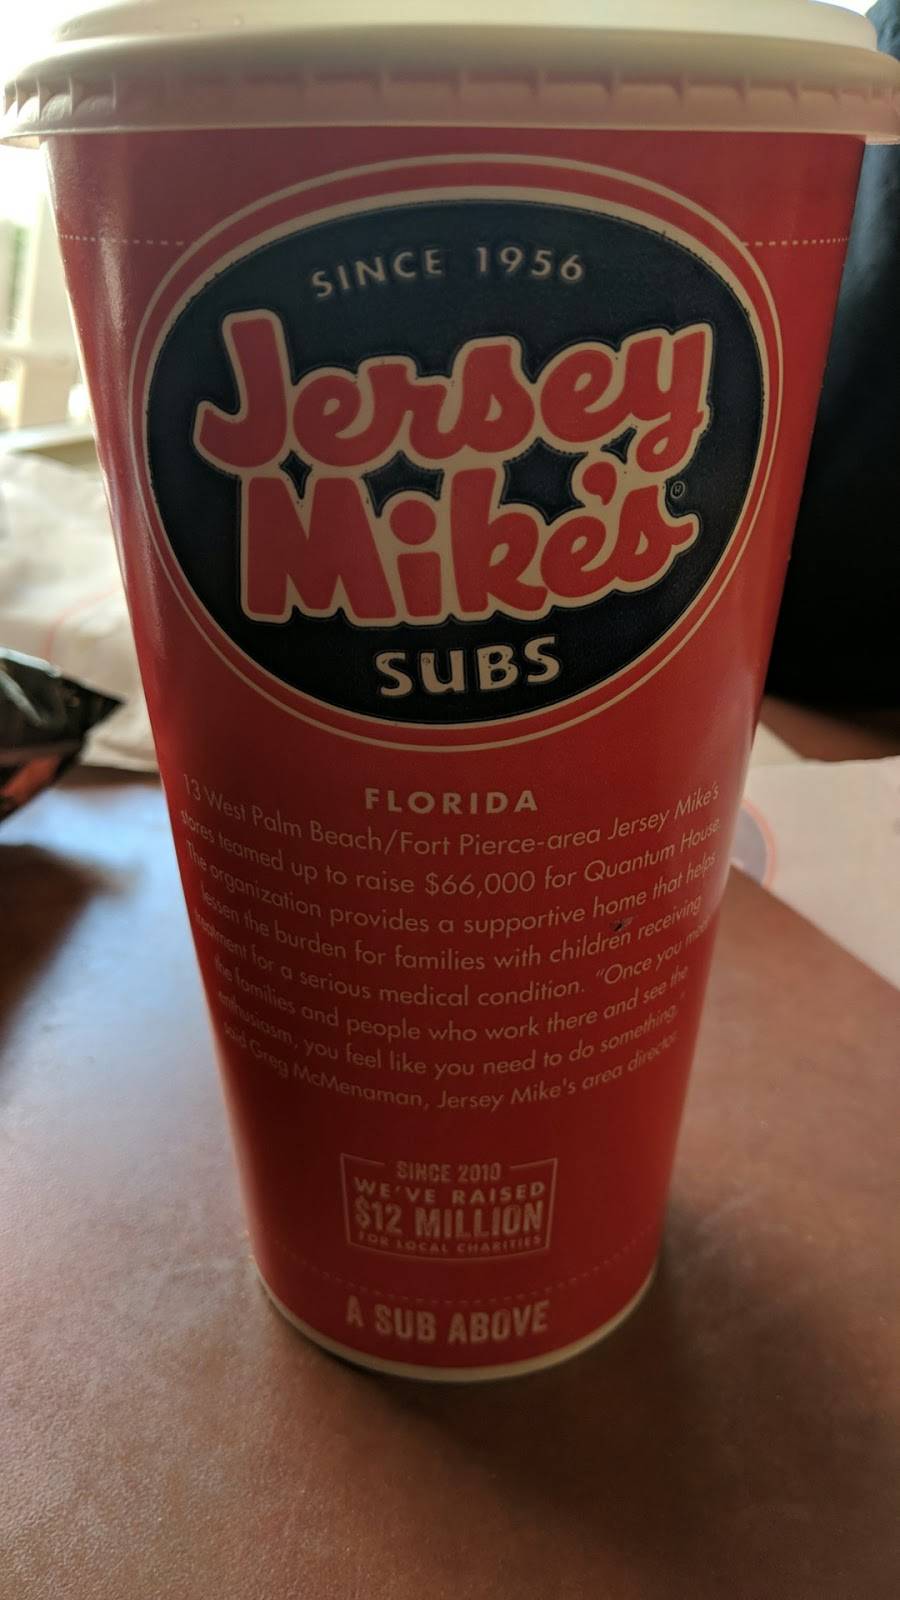 SINCE 1956
Jersey
Mike's®
SUBS
FLORIDA
13 West Palm Beach/Fort Pierce-area Jersey Mike's
stores teamed up to raise $66,000 for Quantum House.
The organization provides a supportive home that helps
lessen the burden for families with children receiving
treatment for a serious medical condition. "Once you meet
the families and people who work there and see the
enthusiasm, you feel like you need to do something,"
said Greg McMenaman, Jersey Mike's area director.
SINCE 2010
WE'VE RAISED
$12 MILLION
FOR LOCAL CHARITIES
A SUB ABOVE